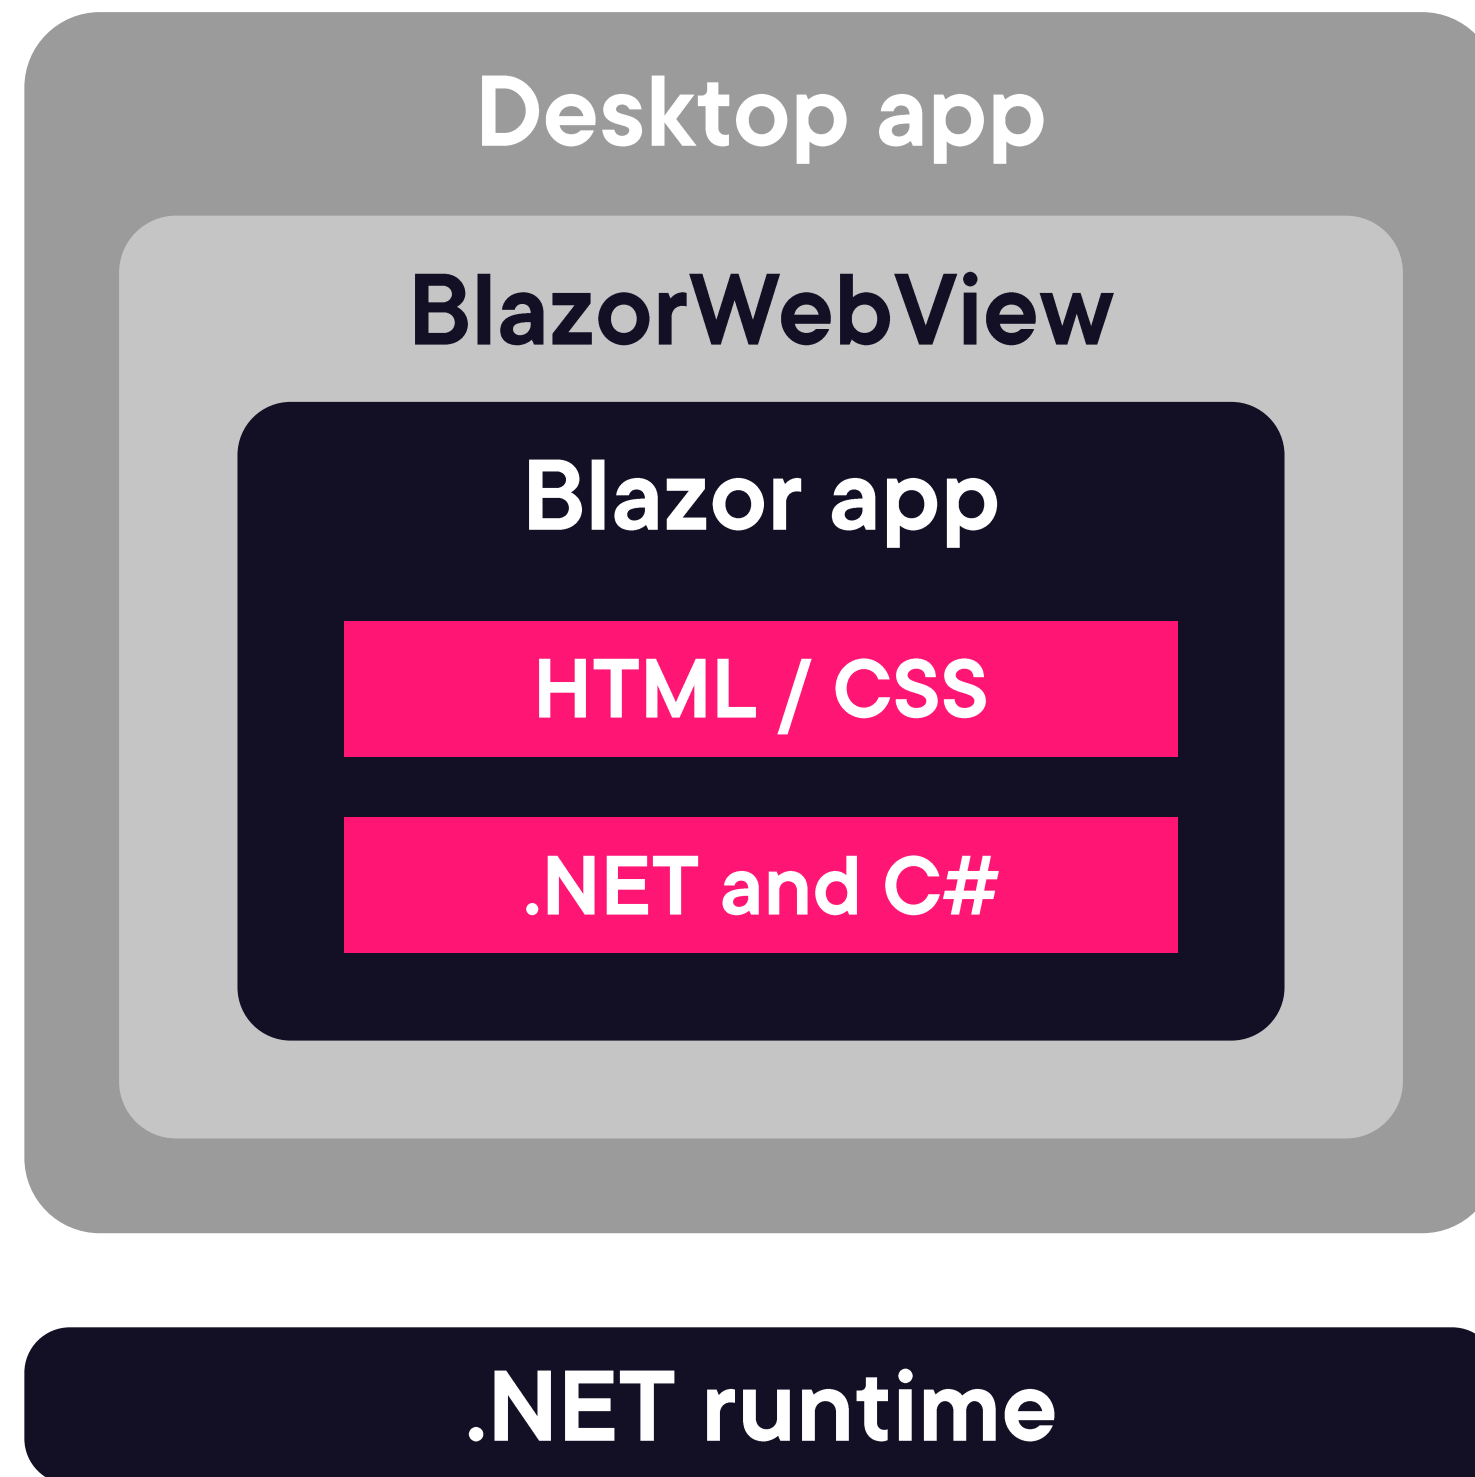 Desktop app
BlazorWebView
Blazor app
HTML / CSS
.NET and C#
.NET runtime